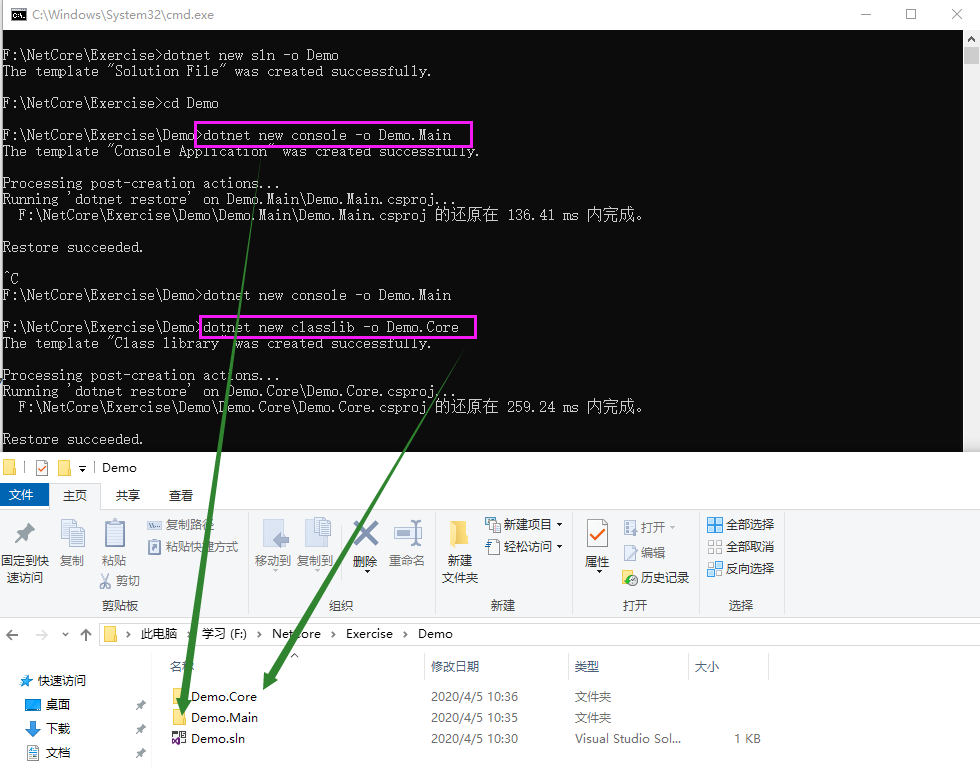 C:\Windows\System32\cmd.exe
F:\NetCore\Exercise>dotnet new sln -o Demo
The template "Solution File" was created successfully.
F:\NetCore\Exercise>cd Demo
F:\NetCore\Exercise\Demo>dotnet new console -o Demo.Main
The template "Console Application" was created successfully.
Processing post-creation actions...
Running 'dotnet restore' on Demo.Main\Demo.Main.csproj...
F:\NetCore\Exercise\Demo\Demo.Main\Demo.Main.csproj 的还原在 136.41 ms 内完成。
Restore succeeded.
^C
F:\NetCore\Exercise\Demo>dotnet new console -o Demo.Main
F:\NetCore\Exercise\Demo>dotnet new classlib -o Demo.Core
The template "Class library" was created successfully.
Processing post-creation actions...
Running 'dotnet restore' on Demo.Core\Demo.Core.csproj...
F:\NetCore\Exercise\Demo\Demo.Core\Demo.Core.csproj 的还原在 259.24 ms 内完成。
Restore succeeded.
Demo
文件 主页 共享 查看
固定到快速访问
复制
粘贴
复制路径
粘贴快捷方式
剪切
剪贴板
移动到 复制到 删除 重命名
组织
新建文件夹
新建项目
轻松访问
新建
属性
打开
编辑
历史记录
打开
全部选择
全部取消
反向选择
选择
此电脑 > 学习 (F:) > NetCore > Exercise > Demo
名称 修改日期 类型 大小
快速访问
桌面
下载
文档
Demo.Core 2020/4/5 10:36 文件夹
Demo.Main 2020/4/5 10:35 文件夹
Demo.sln 2020/4/5 10:30 Visual Studio Sol... 1 KB